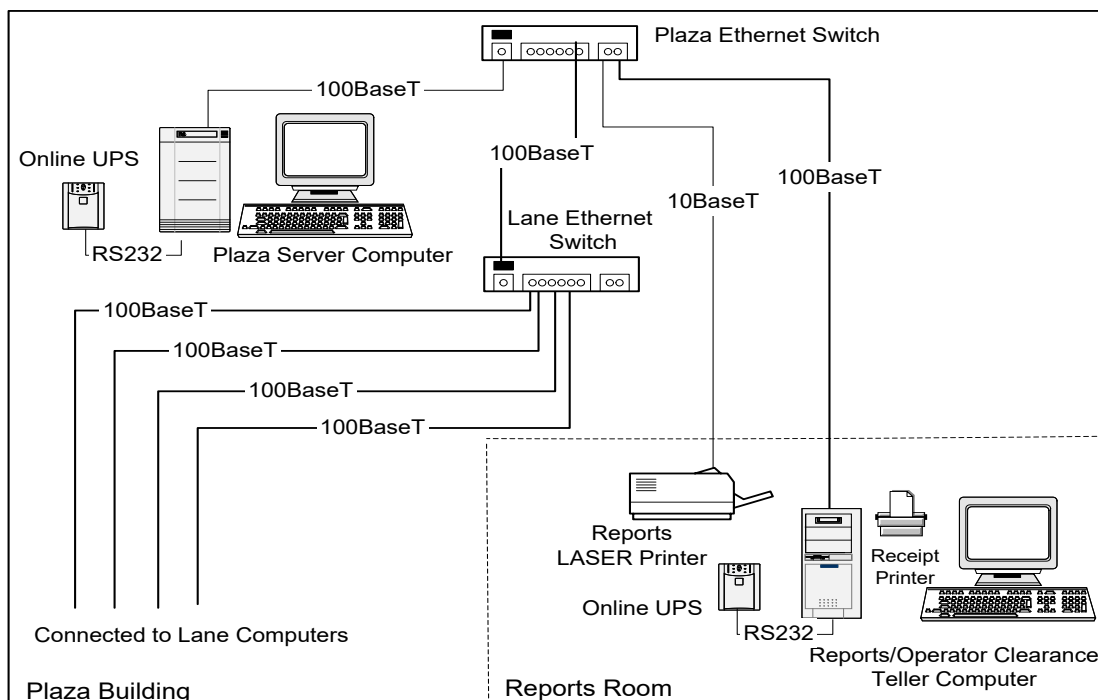 Plaza Ethernet Switch
100BaseT
Online UPS
100BaseT
100BaseT
10BaseT
Lane Ethernet
Switch
RS232
Plaza Server Computer
100BaseT
100BaseT
100BaseT
100BaseT
Reports
LASER Printer
Receipt
Printer
Online UPS
RS232
Connected to Lane Computers
Reports/Operator Clearance
Teller Computer
Plaza Building
Reports Room